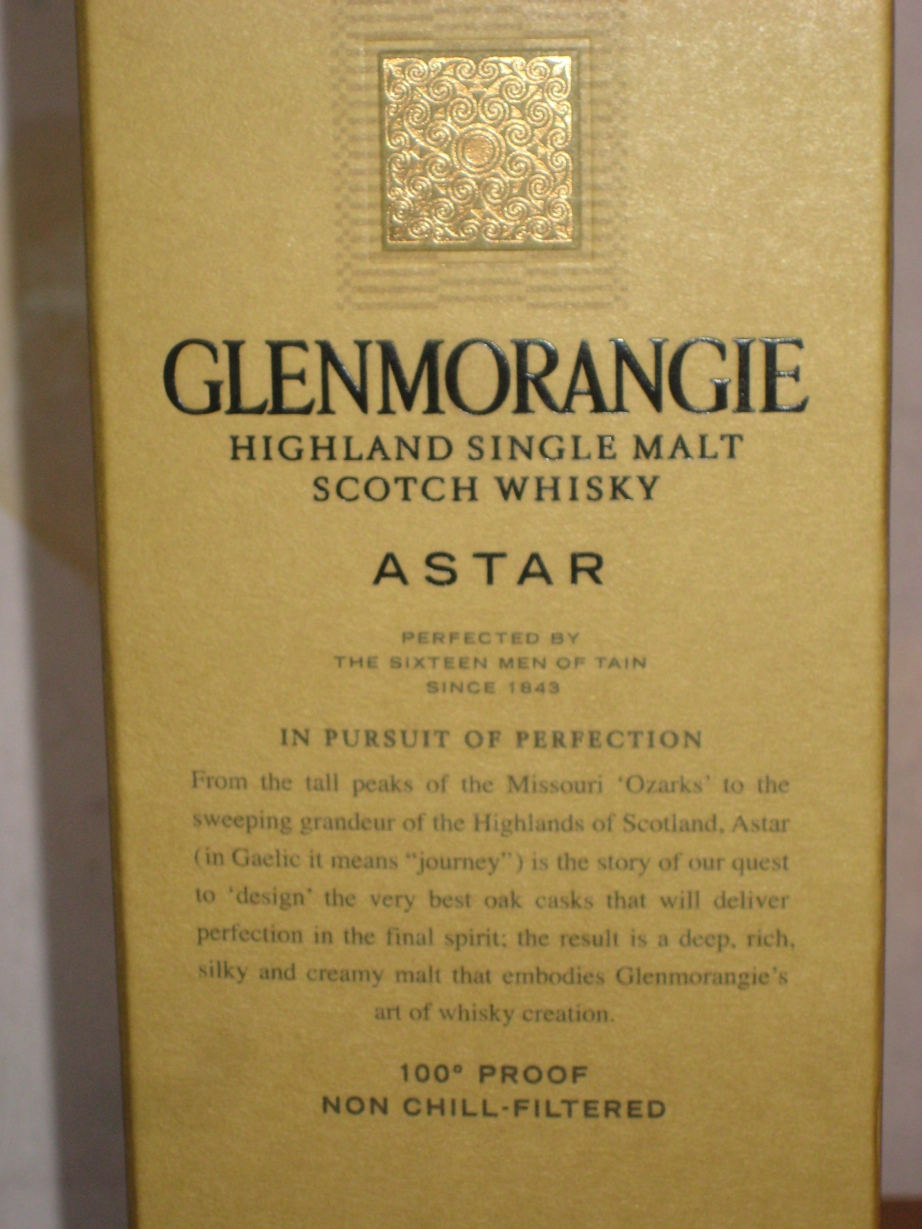 GLENMORANGIE
HIGHLAND SINGLE MALT
SCOTCH WHISKY
ASTAR
PERFECTED BY
THE SIXTEEN MEN OF TAIN
SINCE 1843
IN PURSUIT OF PERFECTION
From the tall peaks of the Missouri ‘Ozarks’ to the
sweeping grandeur of the Highlands of Scotland, Astar
(in Gaelic it means “journey”) is the story of our quest
to ‘design’ the very best oak casks that will deliver
perfection in the final spirit; the result is a deep, rich,
silky and creamy malt that embodies Glenmorangie’s
art of whisky creation.
100° PROOF
NON CHILL-FILTERED